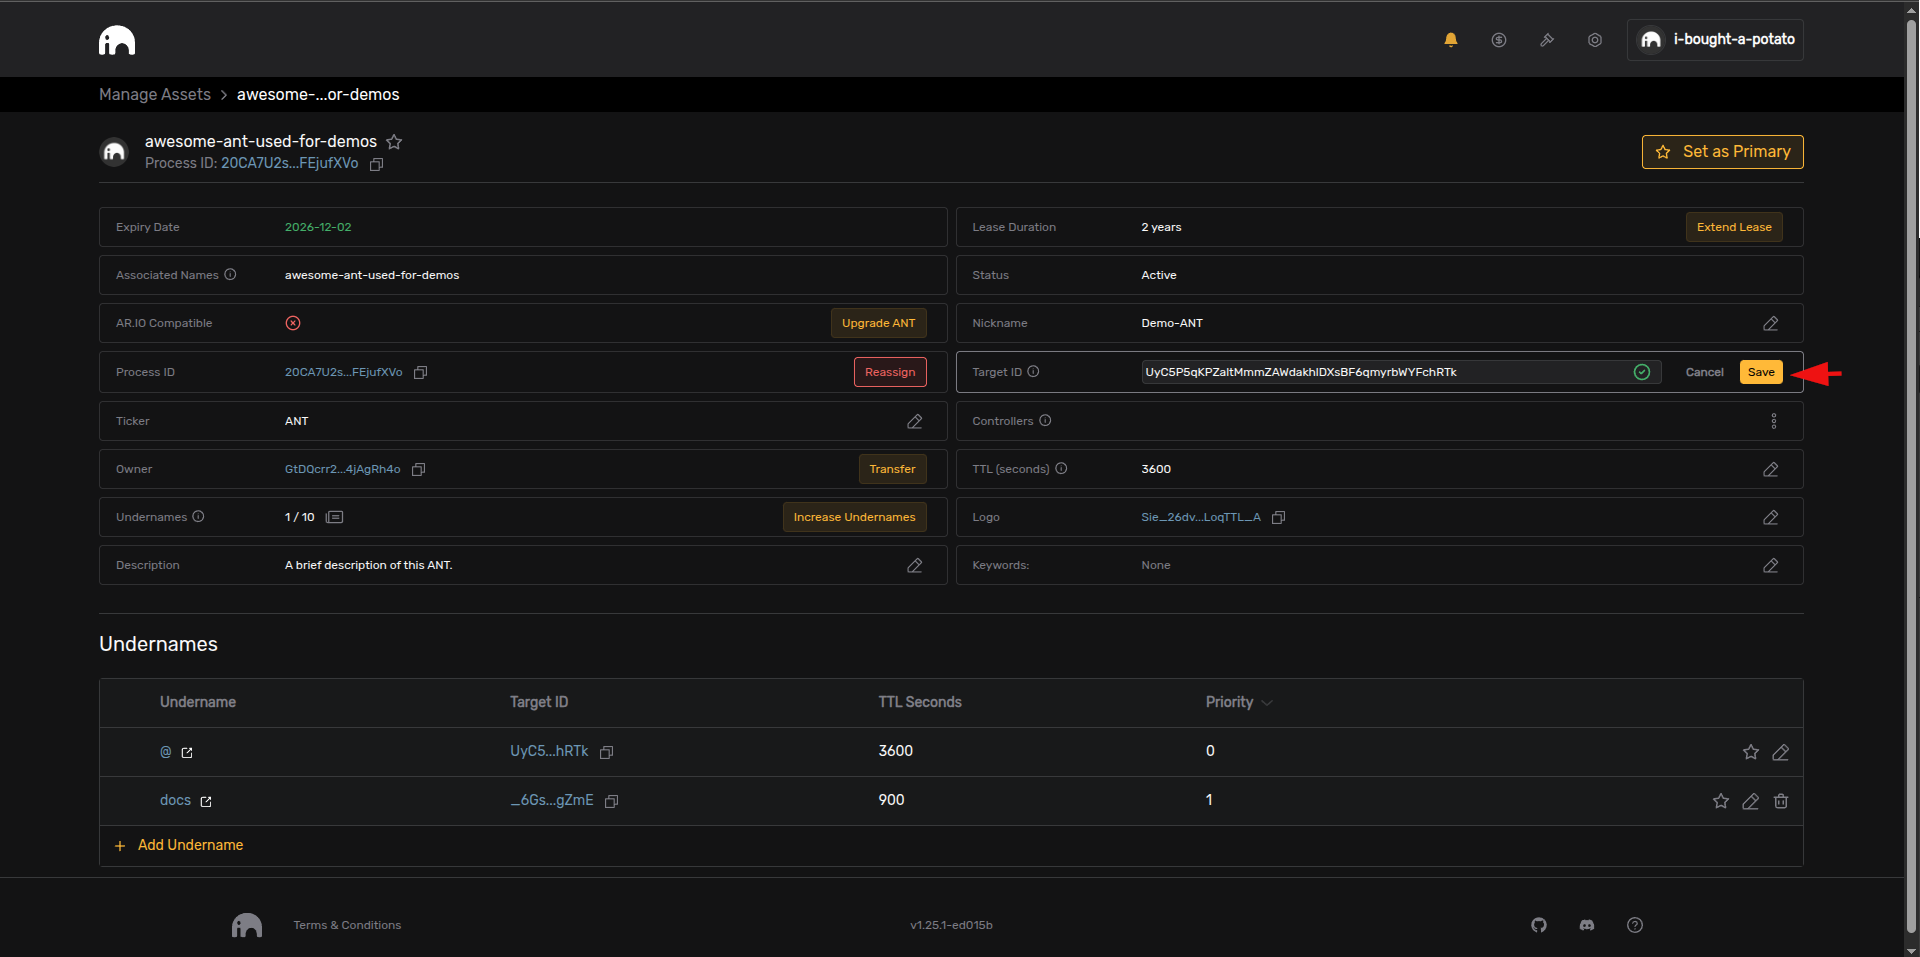 i-bought-a-potato
Manage Assets > awesome-...or-demos
awesome-ant-used-for-demos
Process ID: 20CA7U2s...FEjufXVo
Set as Primary
Expiry Date 2026-12-02
Lease Duration 2 years Extend Lease
Associated Names awesome-ant-used-for-demos
Status Active
AR.IO Compatible Upgrade ANT
Nickname Demo-ANT
Process ID 20CA7U2s...FEjufXVo Reassign
Target ID UyC5P5qKPZaltMmmZAWdakhlDXsBF6qmyrbWYFchRTk Cancel Save
Ticker ANT
Controllers
Owner GtDQcrr2...4jAgRh4o Transfer
TTL (seconds) 3600
Undernames 1 / 10 Increase Undernames
Logo Sie_26dv...LoqTTL_A
Description A brief description of this ANT.
Keywords: None
Undernames
Undername Target ID TTL Seconds Priority
@ UyC5...hRTk 3600 0
docs _6Gs...gZmE 900 1
+ Add Undername
Terms & Conditions v1.25.1-ed015b